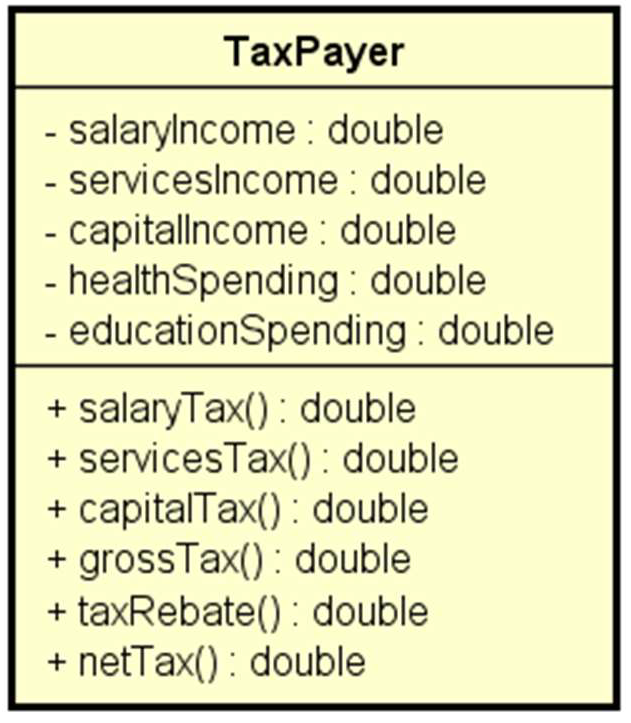 TaxPayer
- salaryIncome : double
- servicesIncome : double
- capitalIncome : double
- healthSpending : double
- educationSpending : double
+ salaryTax() : double
+ servicesTax() : double
+ capitalTax() : double
+ grossTax() : double
+ taxRebate() : double
+ netTax() : double